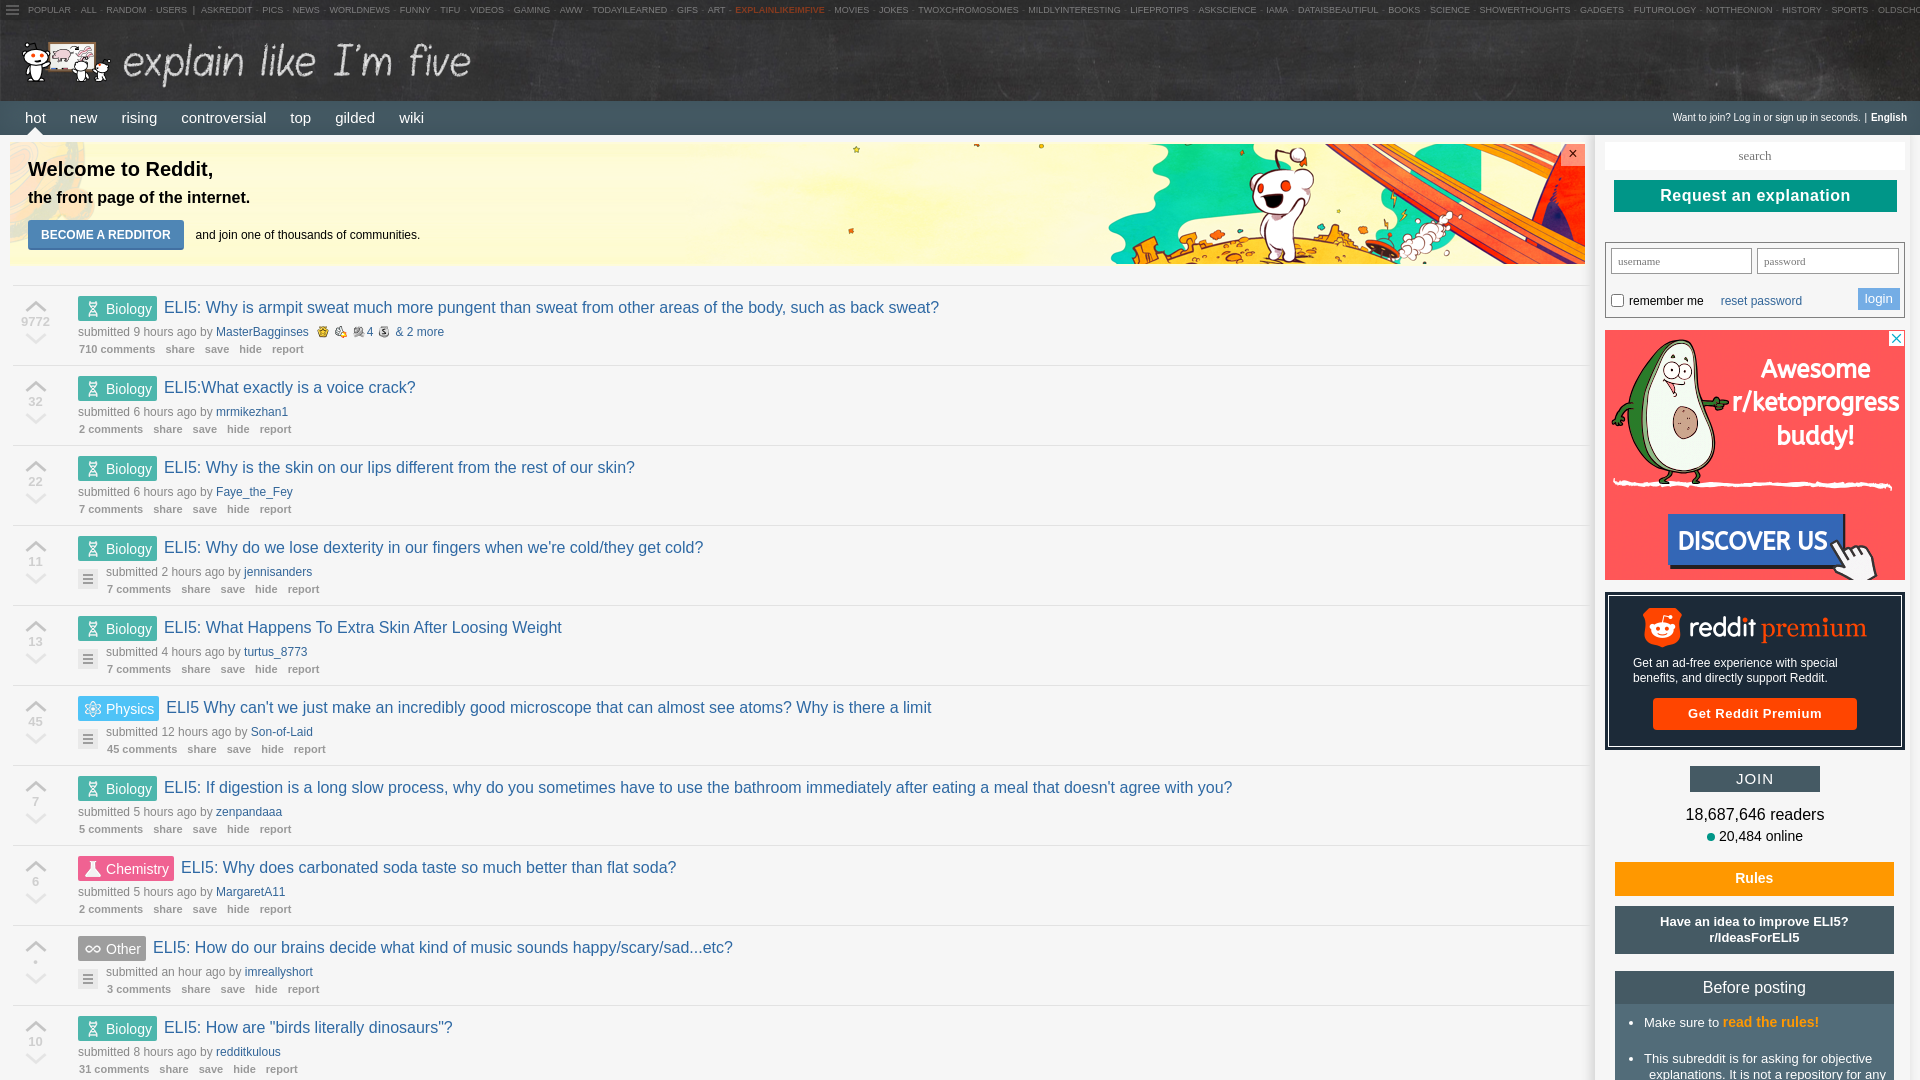 POPULAR - ALL - RANDOM - USERS | ASKREDDIT - PICS - NEWS - WORLDNEWS - FUNNY - TIFU - VIDEOS - GAMING - AWW - TODAYILEARNED - GIFS - ART - EXPLAINLIKEIMFIVE - MOVIES - JOKES - TWOXCHROMOSOMES - MILDLYINTERESTING - LIFEPROTIPS - ASKSCIENCE - IAMA - DATAISBEAUTIFUL - BOOKS - SCIENCE - SHOWERTHOUGHTS - GADGETS - FUTUROLOGY - NOTTHEONION - HISTORY - SPORTS - OLDSCHO
explain like I'm five
hot new rising controversial top gilded wiki
Want to join? Log in or sign up in seconds. | English
Welcome to Reddit,
the front page of the internet.
BECOME A REDDITOR and join one of thousands of communities.
×
9772
Biology ELI5: Why is armpit sweat much more pungent than sweat from other areas of the body, such as back sweat?
submitted 9 hours ago by MasterBagginses 4 & 2 more
710 comments share save hide report
32
Biology ELI5:What exactly is a voice crack?
submitted 6 hours ago by mrmikezhan1
2 comments share save hide report
22
Biology ELI5: Why is the skin on our lips different from the rest of our skin?
submitted 6 hours ago by Faye_the_Fey
7 comments share save hide report
11
Biology ELI5: Why do we lose dexterity in our fingers when we're cold/they get cold?
submitted 2 hours ago by jennisanders
7 comments share save hide report
13
Biology ELI5: What Happens To Extra Skin After Loosing Weight
submitted 4 hours ago by turtus_8773
7 comments share save hide report
45
Physics ELI5 Why can't we just make an incredibly good microscope that can almost see atoms? Why is there a limit
submitted 12 hours ago by Son-of-Laid
45 comments share save hide report
7
Biology ELI5: If digestion is a long slow process, why do you sometimes have to use the bathroom immediately after eating a meal that doesn't agree with you?
submitted 5 hours ago by zenpandaaa
5 comments share save hide report
6
Chemistry ELI5: Why does carbonated soda taste so much better than flat soda?
submitted 5 hours ago by MargaretA11
2 comments share save hide report
•
Other ELI5: How do our brains decide what kind of music sounds happy/scary/sad...etc?
submitted an hour ago by imreallyshort
3 comments share save hide report
10
Biology ELI5: How are "birds literally dinosaurs"?
submitted 8 hours ago by redditkulous
31 comments share save hide report
search
Request an explanation
username password
remember me reset password login
Awesome
r/ketoprogress
buddy!
DISCOVER US
reddit premium
Get an ad-free experience with special
benefits, and directly support Reddit.
Get Reddit Premium
JOIN
18,687,646 readers
20,484 online
Rules
Have an idea to improve ELI5?
r/IdeasForELI5
Before posting
• Make sure to read the rules!
• This subreddit is for asking for objective
explanations. It is not a repository for any